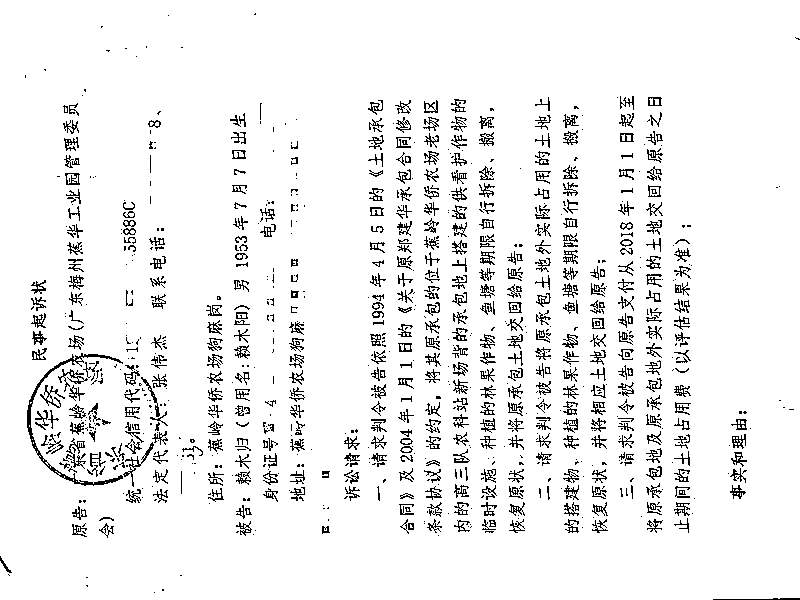 民事起诉状
原告：东省蕉岭华侨农场(广东梅州蕉华工业园管理委员
会)
统一社会信用代码：55886C
法定代表人：张伟杰 联系电话：8、
住所：蕉岭华侨农场狗麻岗。
被告：赖木归（曾用名：赖木阳）男 1953年7月7日出生
身份证号 4 电话：
地址：蕉岭华侨农场狗麻
诉讼请求：
一、请求判令被告依照1994年4月5日的《土地承包
合同》及2004年1月1日的《关于原郑建华承包合同修改
条款协议》的约定，将其原承包的位于蕉岭华侨农场老场区
内的高三队农科站新场背的承包地上搭建的供看护作物的
临时设施、种植的林果作物、鱼塘等期限自行拆除、搬离，
恢复原状，并将原承包土地交回给原告；
二、请求判令被告将原承包土地外实际占用的土地上
的搭建物、种植的林果作物、鱼塘等期限自行拆除、搬离，
恢复原状，并将相应土地交回给原告；
三、请求判令被告向原告支付从2018年1月1日起至
将原承包地及原承包地外实际占用的土地交回给原告之日
止期间的土地占用费（以评估结果为准）；
事实和理由：